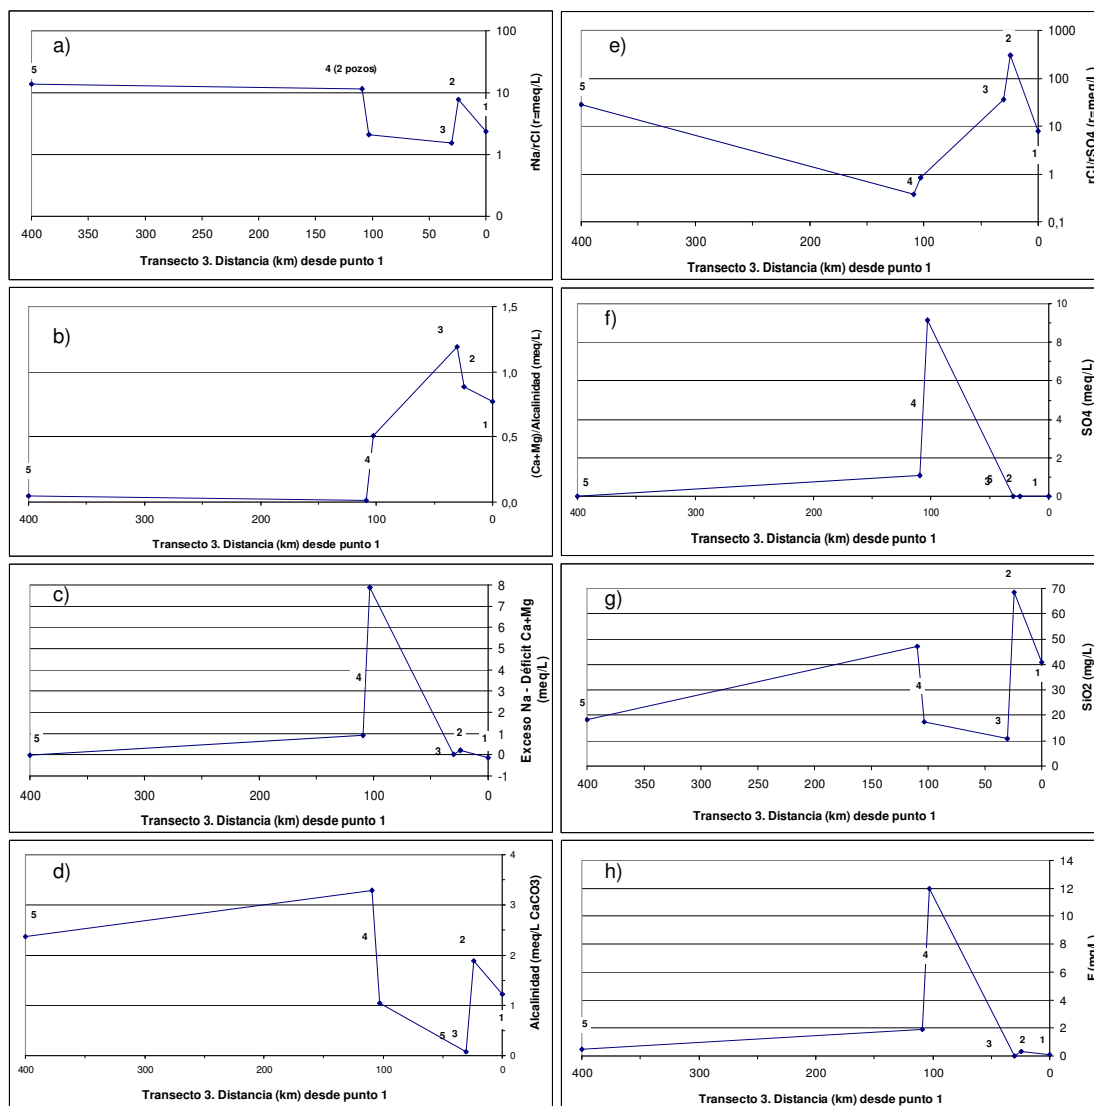 a)
100
10
1
0
rNa/rCl (r=meq/L)
5
4 (2 pozos)
3
2
1
400 350 300 250 200 150 100 50 0
Transecto 3. Distancia (km) desde punto 1
e)
1000
100
10
1
0,1
rCl/rSO4 (r=meq/L)
5
4
3
2
1
400 300 200 100 0
Transecto 3. Distancia (km) desde punto 1
b)
1,5
1,0
0,5
0,0
(Ca+Mg)/Alcalinidad (meq/L)
5
4
3
2
1
400 300 200 100 0
Transecto 3. Distancia (km) desde punto 1
f)
10
8
6
4
2
0
SO4 (meq/L)
5
4
2
1
400 300 200 100 0
Transecto 3. Distancia (km) desde punto 1
c)
8
7
6
5
4
3
2
1
0
-1
Exceso Na - Déficit Ca+Mg
(meq/L)
5
4
3
2
1
400 300 200 100 0
Transecto 3. Distancia (km) desde punto 1
g)
70
60
50
40
30
20
10
0
SiO2 (mg/L)
5
4
3
2
1
400 350 300 250 200 150 100 50 0
Transecto 3. Distancia (km) desde punto 1
d)
4
3
2
1
0
Alcalinidad (meq/L CaCO3)
5
4
5
3
2
1
400 300 200 100 0
Transecto 3. Distancia (km) desde punto 1
h)
14
12
10
8
6
4
2
0
F (mg/L)
5
4
3
2
1
400 300 200 100 0
Transecto 3. Distancia (km) desde punto 1